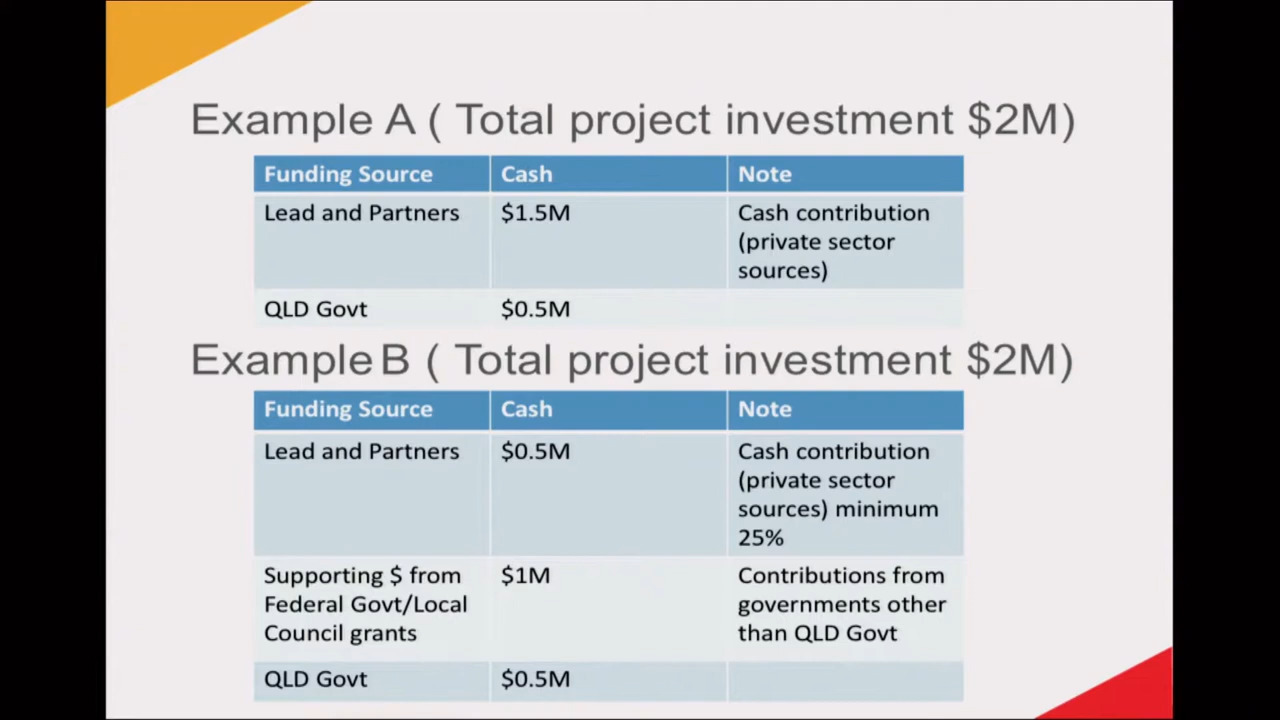 Example A ( Total project investment $2M)
Funding Source Cash Note
Lead and Partners $1.5M Cash contribution
(private sector
sources)
QLD Govt $0.5M
Example B ( Total project investment $2M)
Funding Source Cash Note
Lead and Partners $0.5M Cash contribution
(private sector
sources) minimum
25%
Supporting $ from $1M Contributions from
Federal Govt/Local governments other
Council grants than QLD Govt
QLD Govt $0.5M